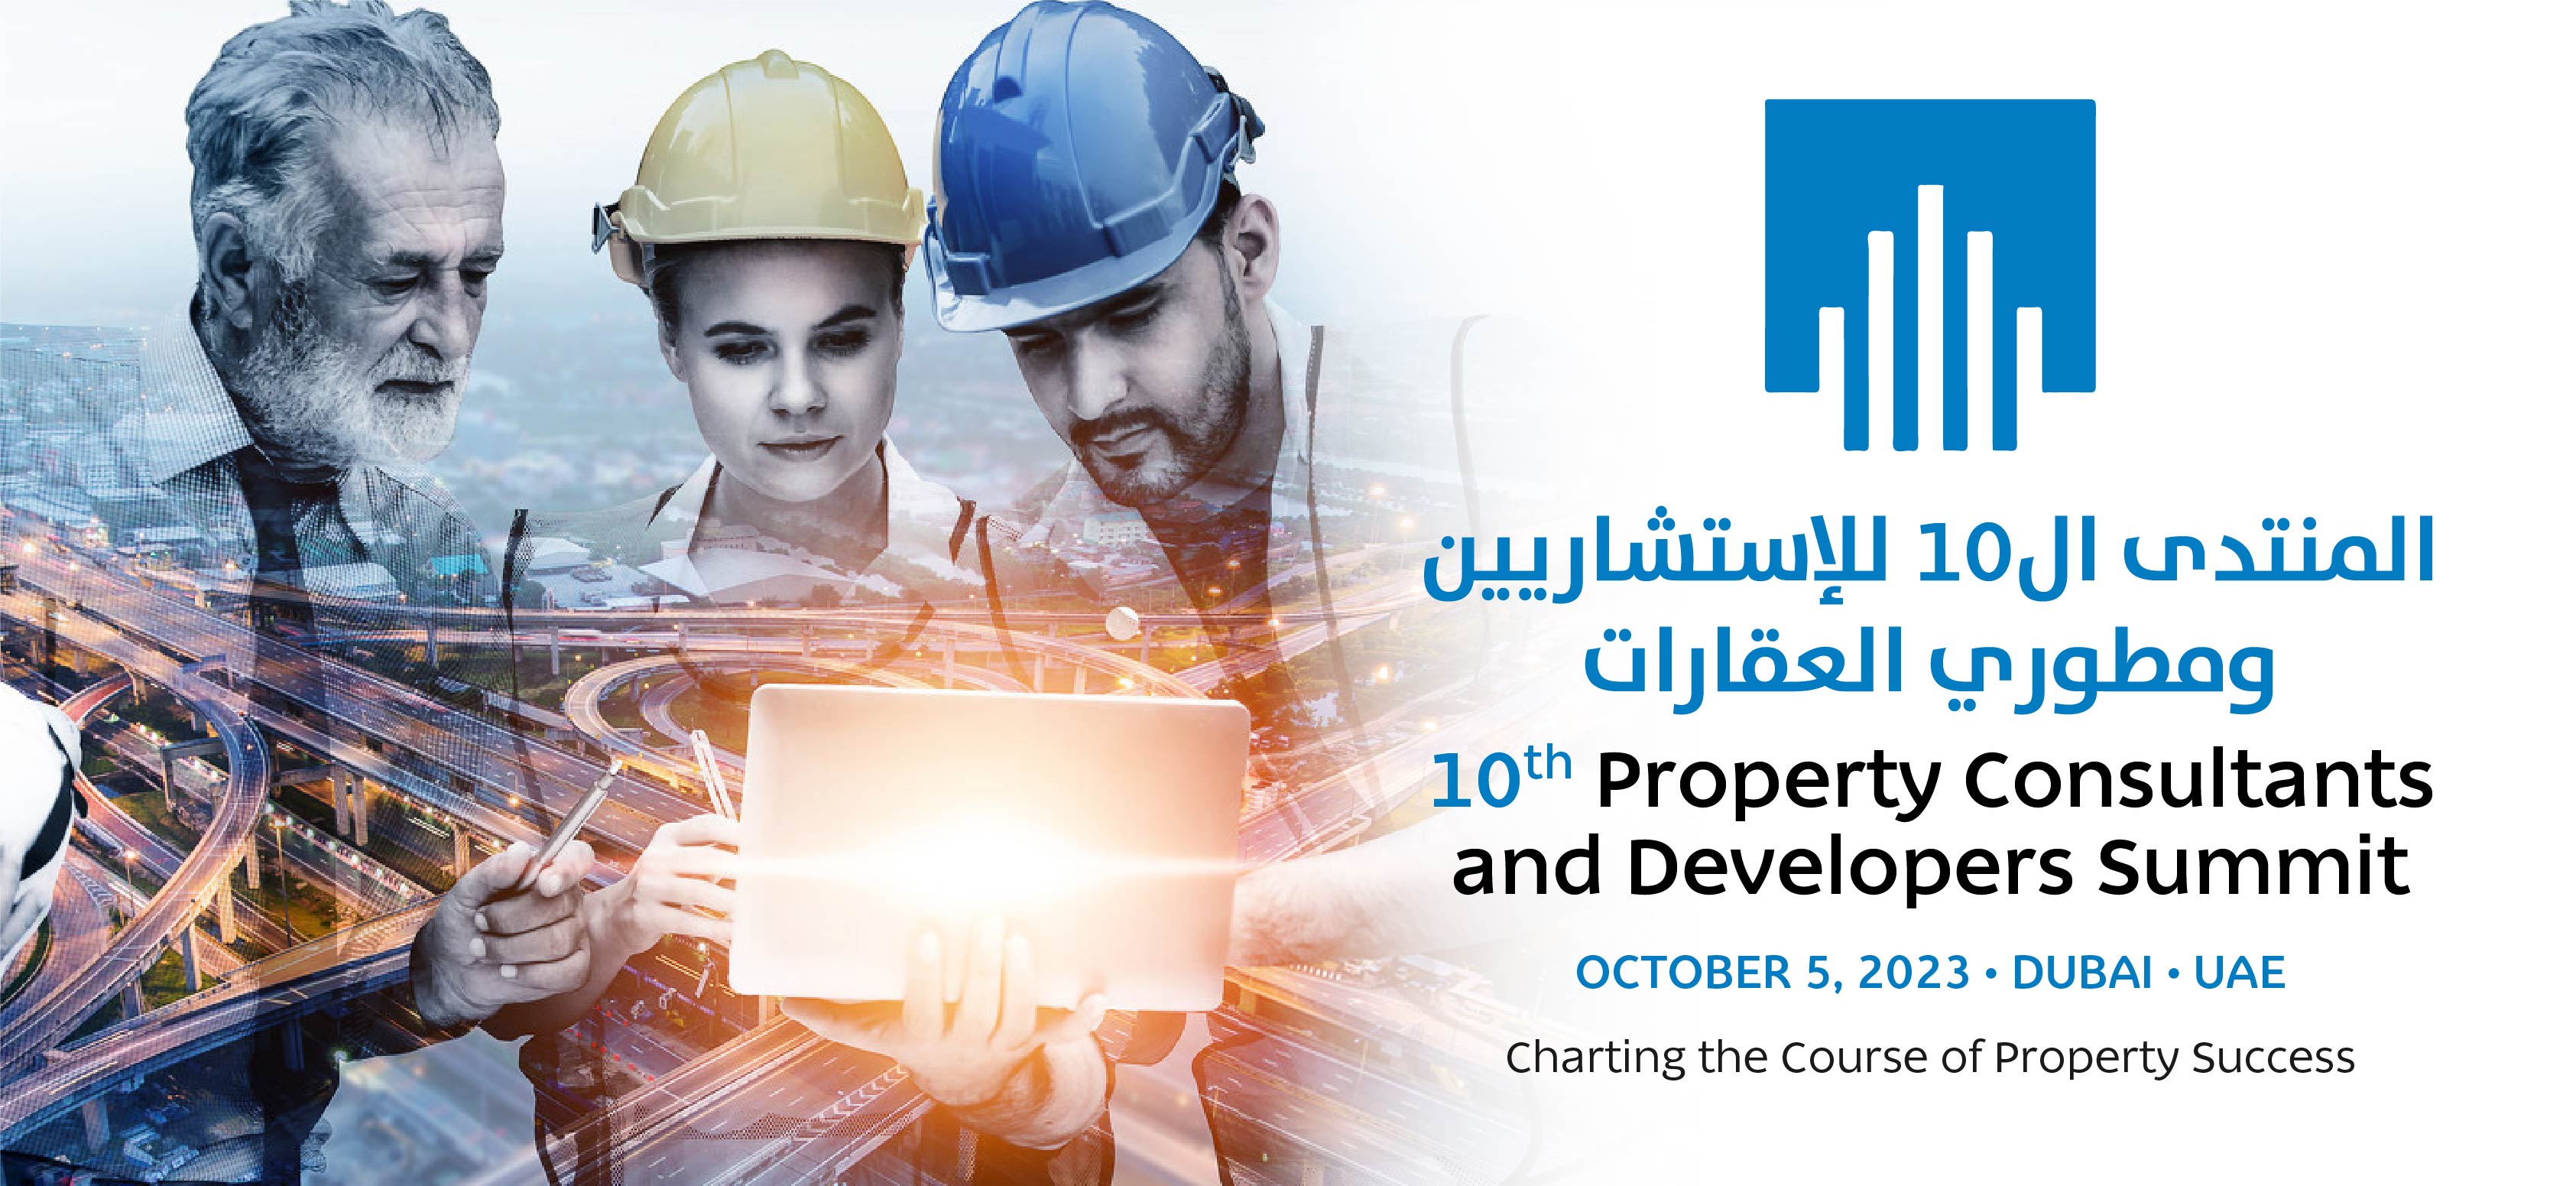 المنتدى ال10 للإستشاريين
ومطوري العقارات
10th Property Consultants
and Developers Summit
OCTOBER 5, 2023 • DUBAI • UAE
Charting the Course of Property Success